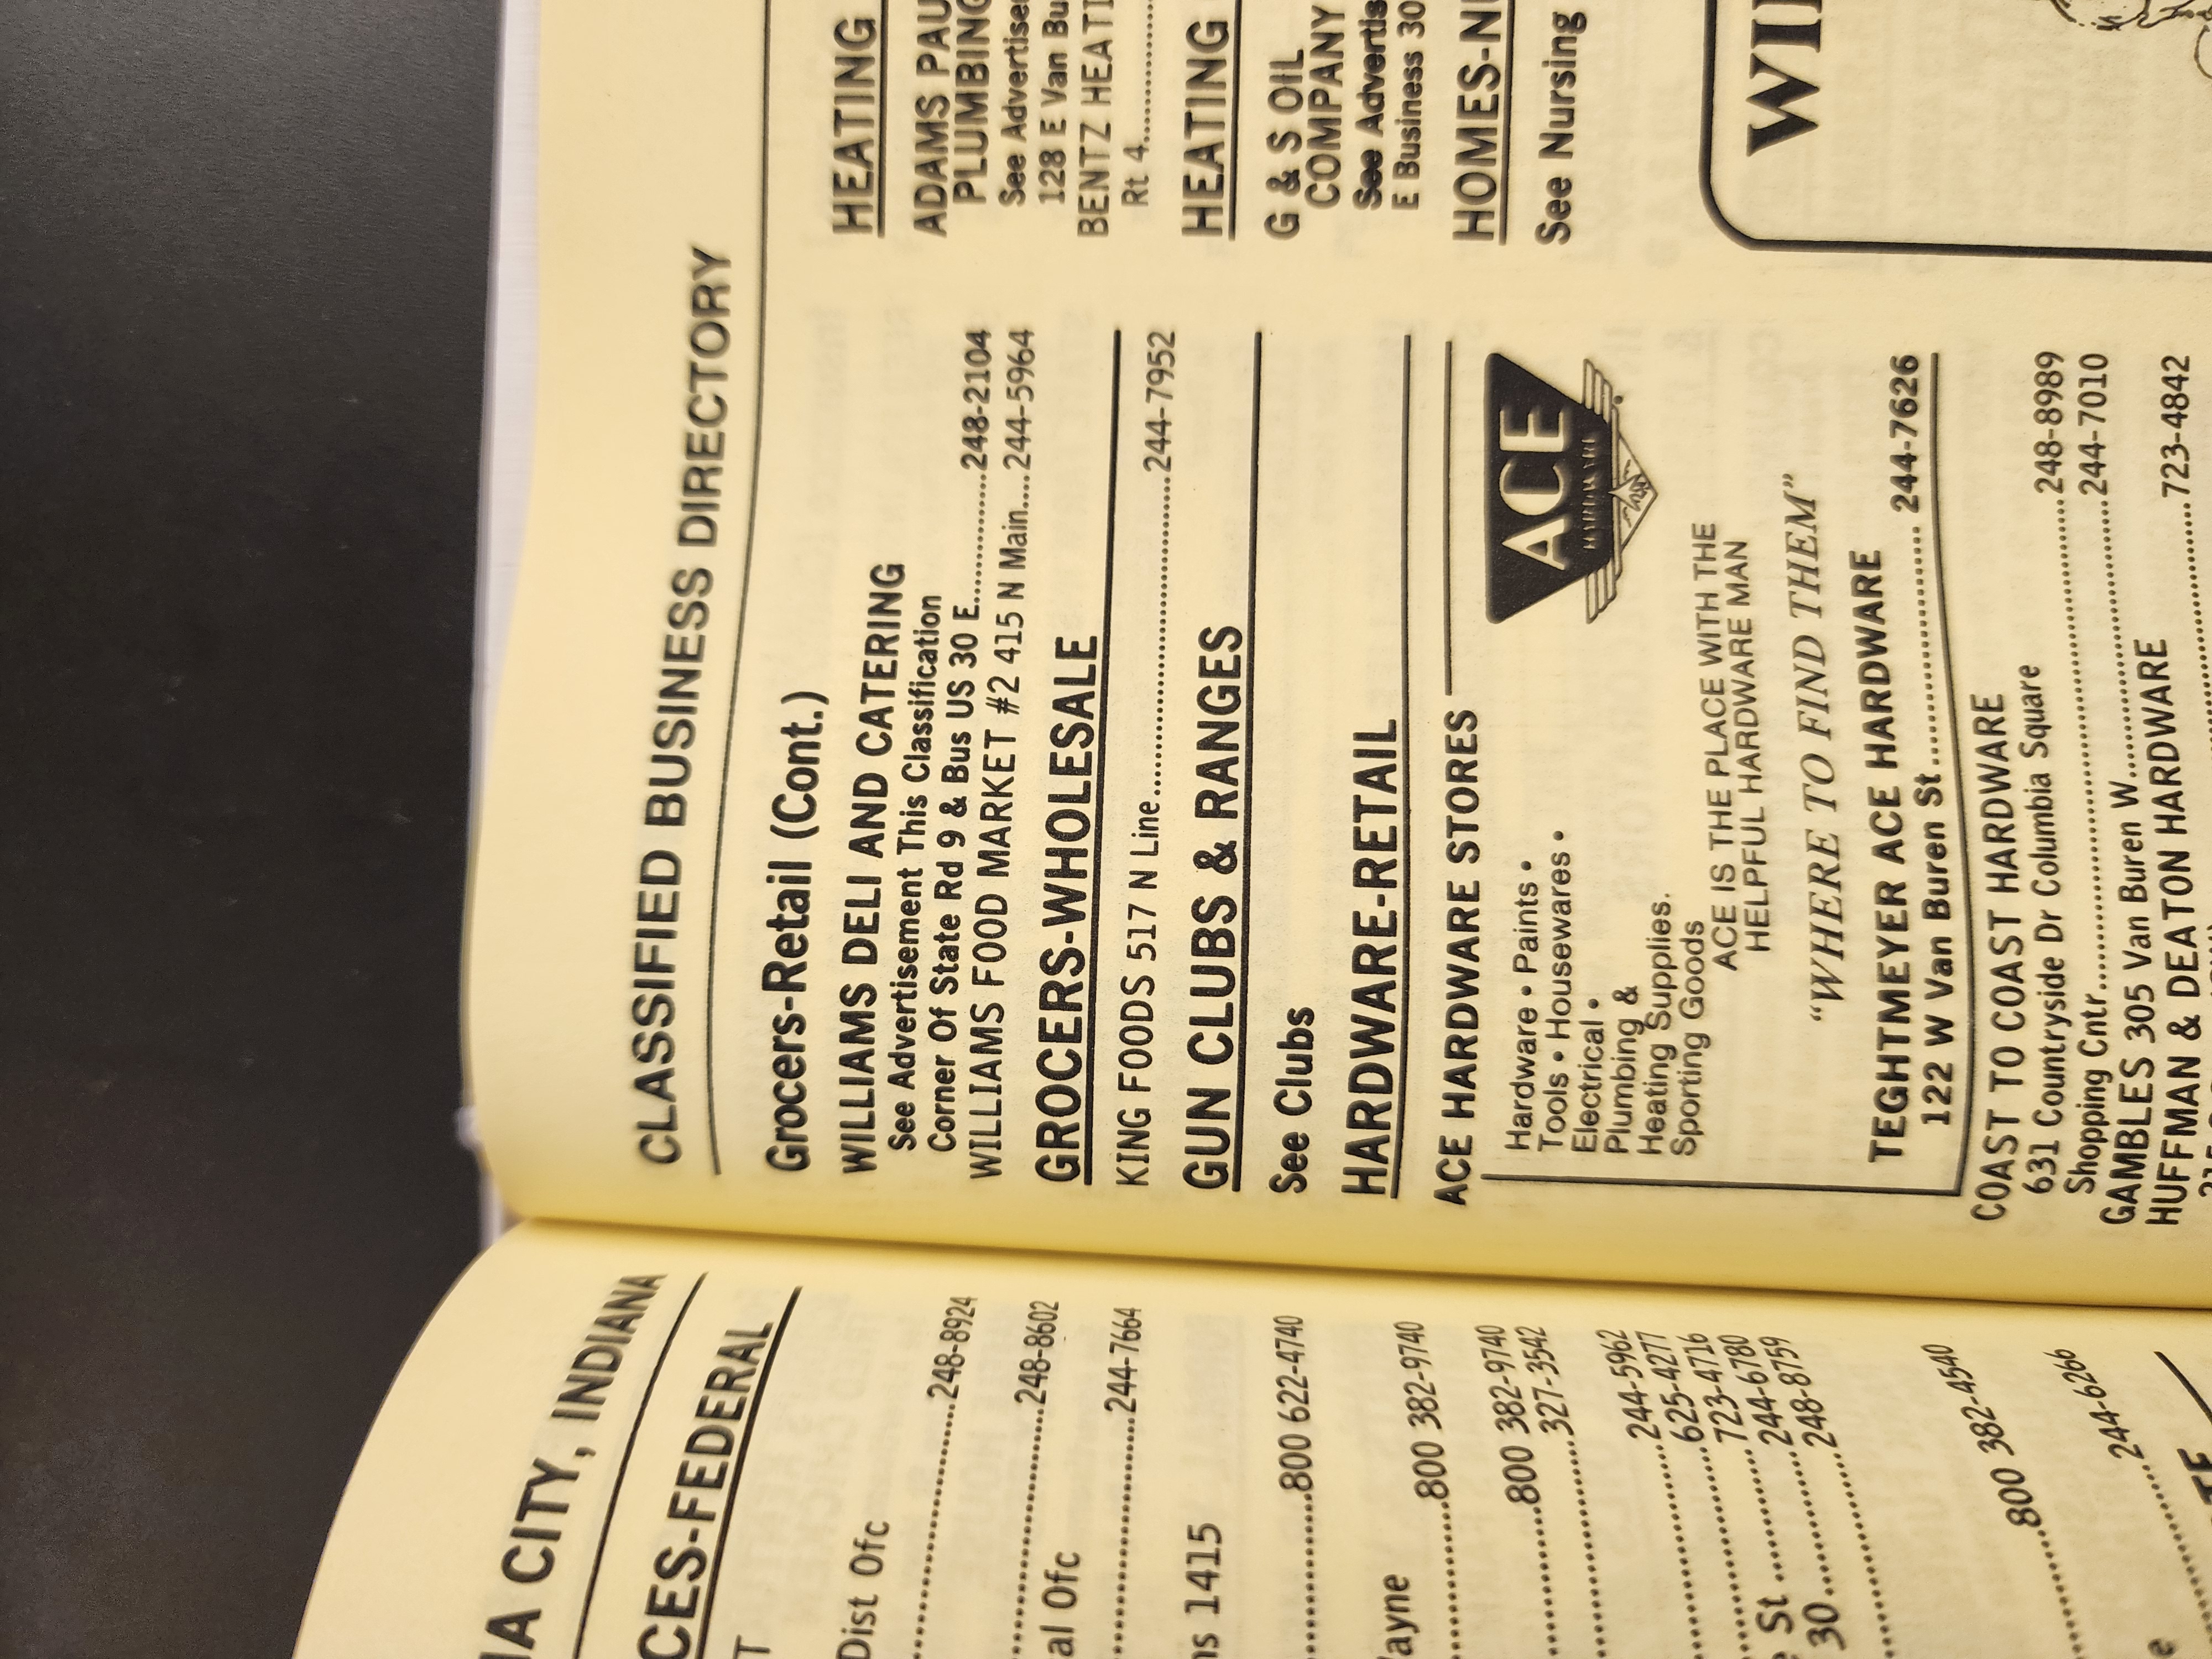 IA CITY, INDIANA
CES-FEDERAL
T
Dist Ofc
248-8924
al Ofc
248-8602
244-7664
ns 1415
800 622-4740
ayne
800 382-9740
800 382-9740
327-3542
244-5962
625-4277
723-4716
244-6780
St 248-8759
30
800 382-4540
244-6266
CLASSIFIED BUSINESS DIRECTORY
Grocers-Retail (Cont.)
WILLIAMS DELI AND CATERING
See Advertisement This Classification
Corner Of State Rd 9 & Bus US 30 E............248-2104
WILLIAMS FOOD MARKET #2 415 N Main....244-5964
GROCERS-WHOLESALE
KING FOODS 517 N Line..............................244-7952
GUN CLUBS & RANGES
See Clubs
HARDWARE-RETAIL
ACE HARDWARE STORES
ACE
HARDWARE
Hardware • Paints •
Tools • Housewares •
Electrical •
Plumbing &
Heating Supplies.
Sporting Goods
ACE IS THE PLACE WITH THE
HELPFUL HARDWARE MAN
"WHERE TO FIND THEM"
TEGHTMEYER ACE HARDWARE
122 W Van Buren St.................... 244-7626
COAST TO COAST HARDWARE
631 Countryside Dr Columbia Square
Shopping Cntr..........................................248-8989
GAMBLES 305 Van Buren W........................244-7010
HUFFMAN & DEATON HARDWARE
723-4842
HEATING
ADAMS PAU
PLUMBING
See Advertise
128 E Van Bu
BENTZ HEATI
Rt 4..............
HEATING
G & S OIL
COMPANY
See Advertis
E Business 30
HOMES-N
See Nursing
WI